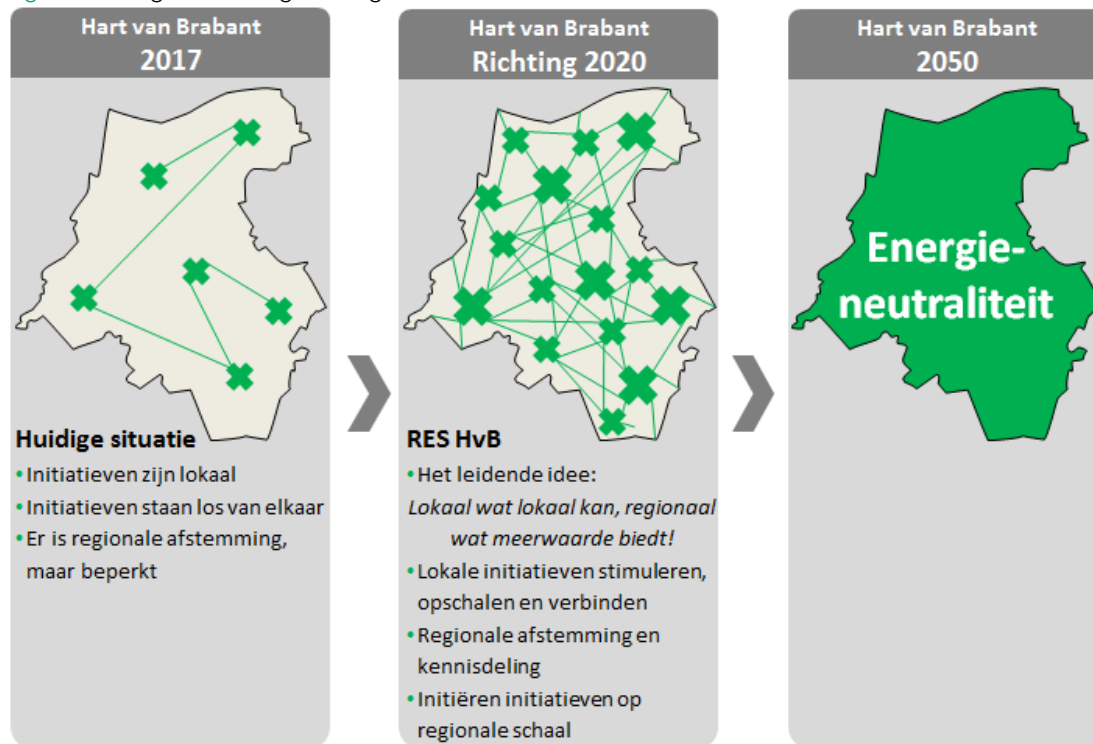 Hart van Brabant
2017
Huidige situatie
• Initiatieven zijn lokaal
• Initiatieven staan los van elkaar
• Er is regionale afstemming,
maar beperkt
Hart van Brabant
Richting 2020
RES HvB
• Het leidende idee:
Lokaal wat lokaal kan, regionaal
wat meerwaarde biedt!
• Lokale initiatieven stimuleren,
opschalen en verbinden
• Regionale afstemming en
kennisdeling
• Initiëren initiatieven op
regionale schaal
Hart van Brabant
2050
Energie-
neutraliteit